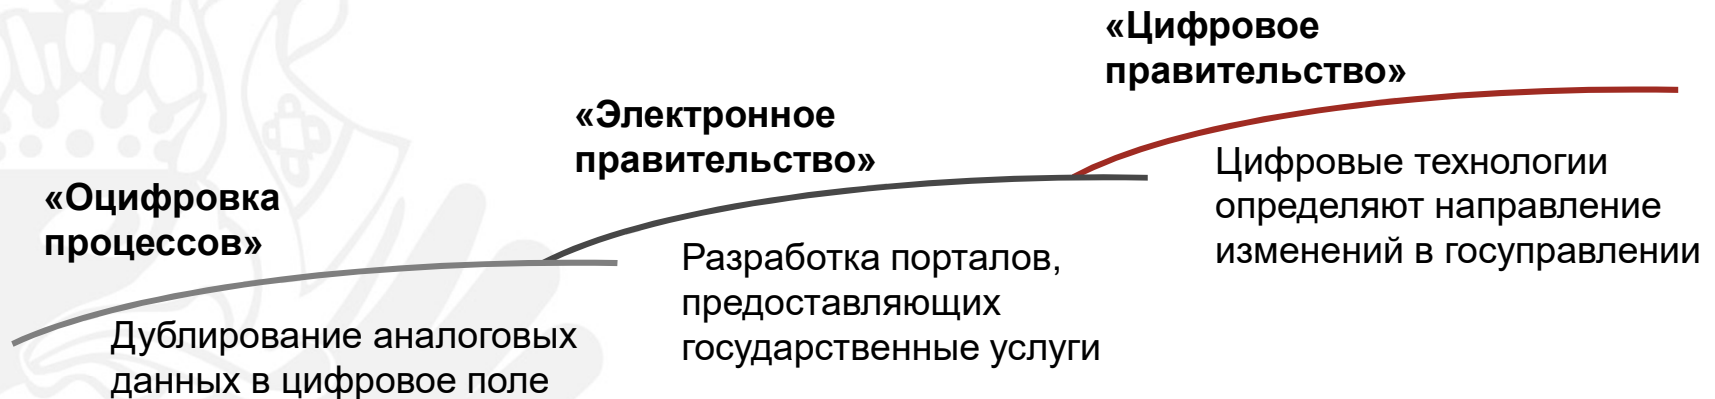 «Оцифровка
процессов»
Дублирование аналоговых
данных в цифровое поле
«Электронное
правительство»
Разработка порталов,
предоставляющих
государственные услуги
«Цифровое
правительство»
Цифровые технологии
определяют направление
изменений в госуправлении